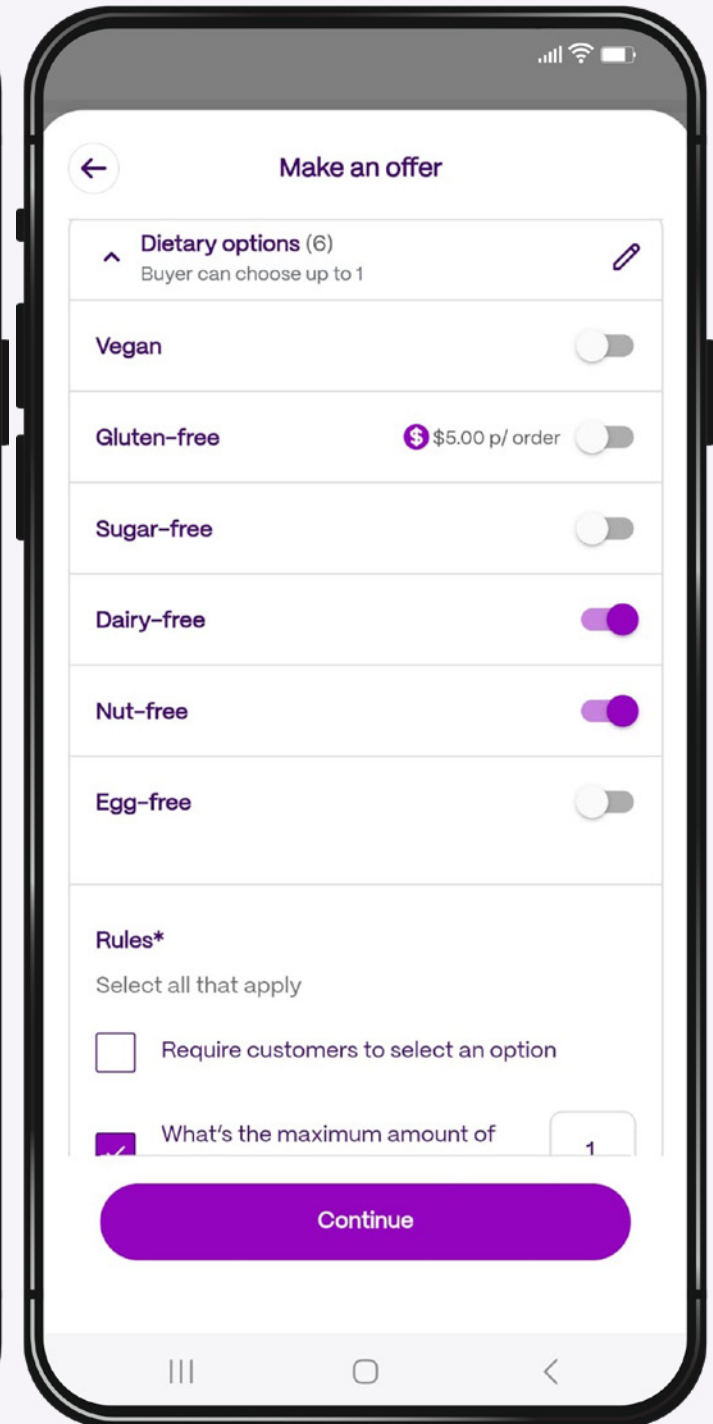 Make an offer
Dietary options (6)
Buyer can choose up to 1
Vegan
Gluten-free $ $5.00 p/ order
Sugar-free
Dairy-free
Nut-free
Egg-free
Rules*
Select all that apply
Require customers to select an option
What's the maximum amount of 1
Continue